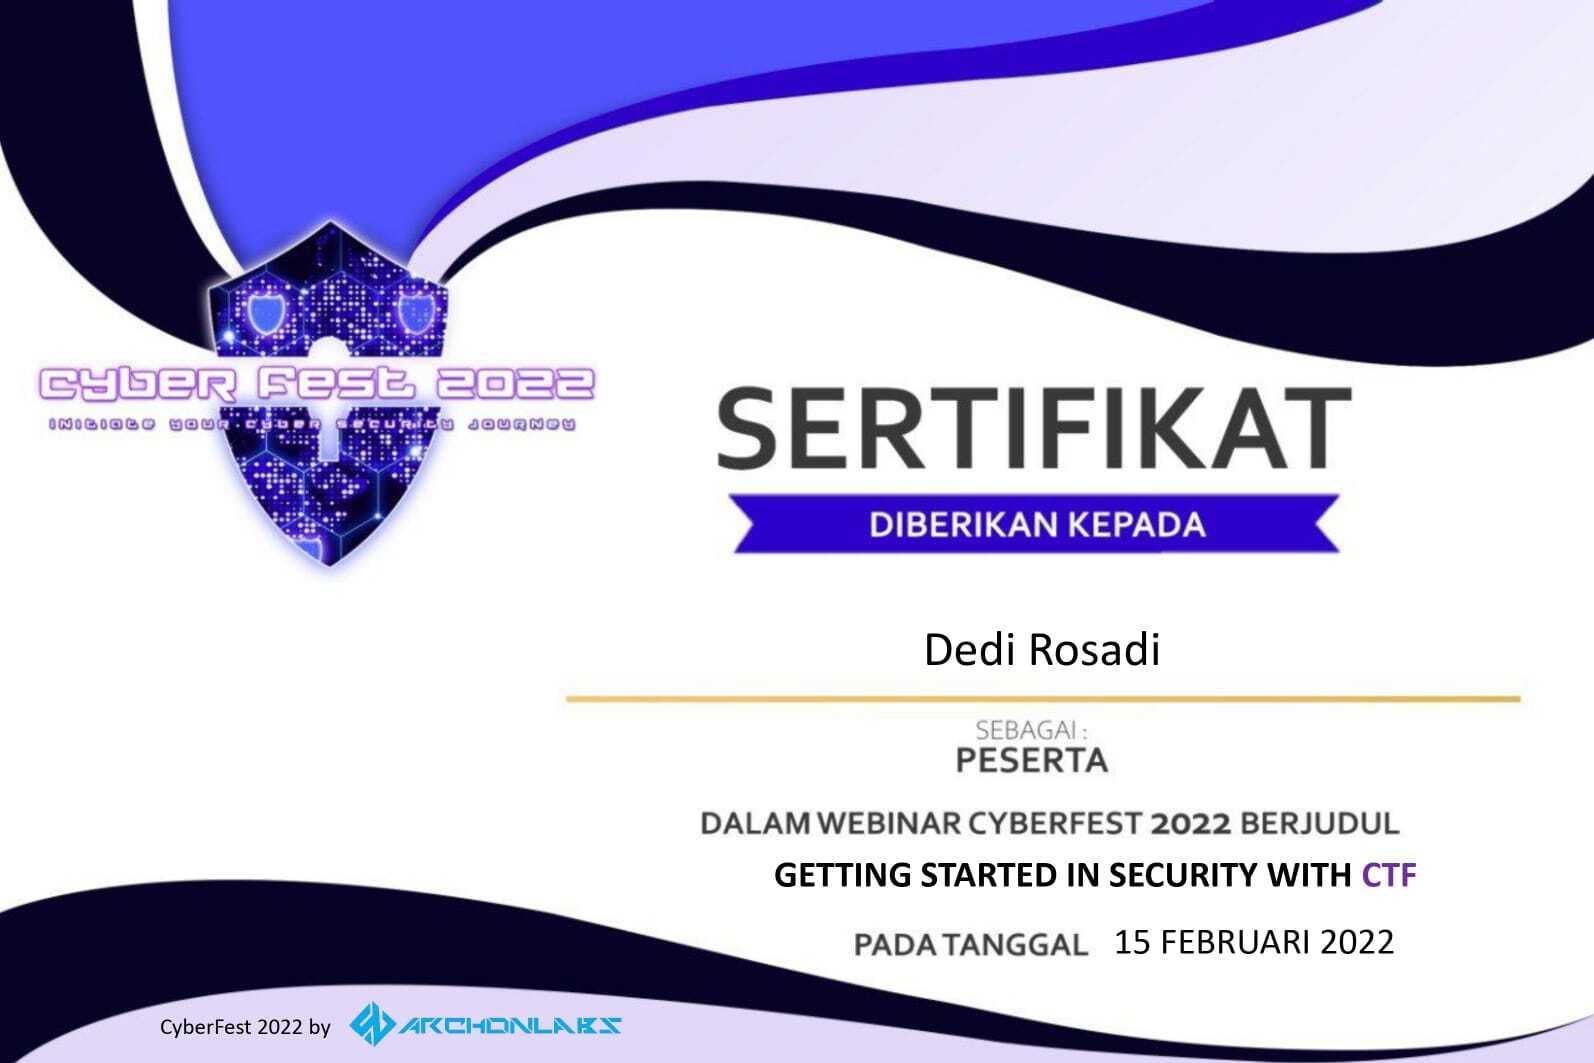 CYBER FEST 2022
INITIATE YOUR CYBER SECURITY JOURNEY
SERTIFIKAT
DIBERIKAN KEPADA
Dedi Rosadi
SEBAGAI :
PESERTA
DALAM WEBINAR CYBERFEST 2022 BERJUDUL
GETTING STARTED IN SECURITY WITH CTF
PADA TANGGAL 15 FEBRUARI 2022
CyberFest 2022 by ARCHONLABS